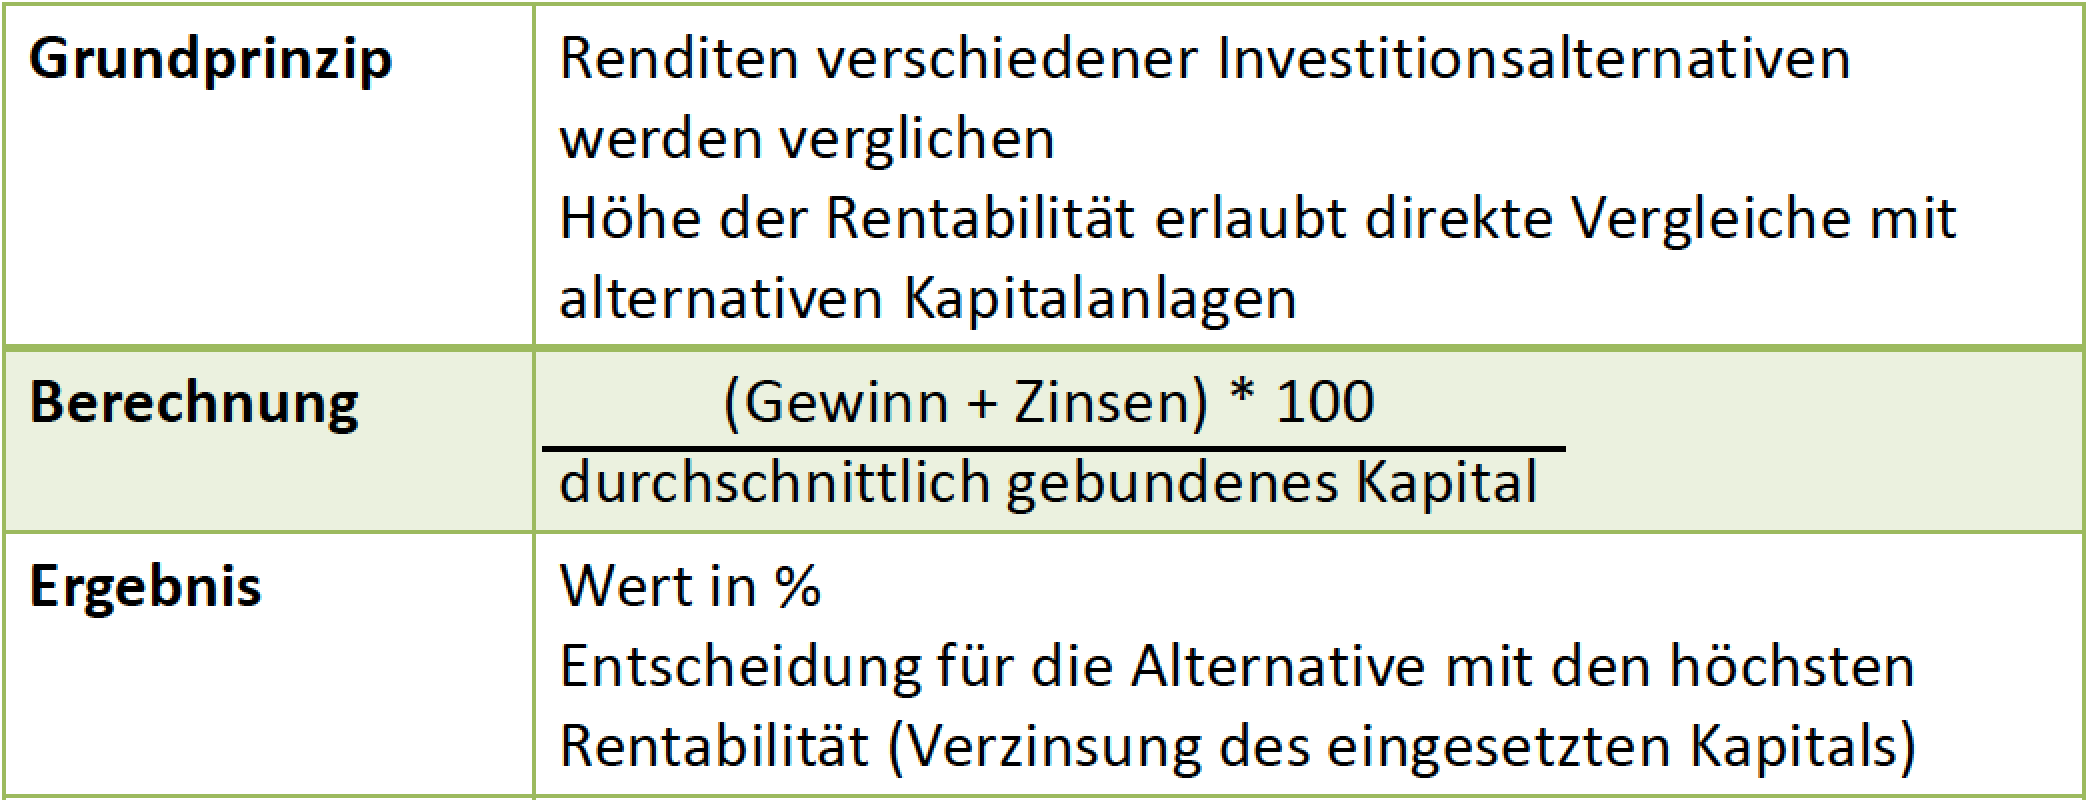 Grundprinzip
Renditen verschiedener Investitionsalternativen
werden verglichen
Höhe der Rentabilität erlaubt direkte Vergleiche mit
alternativen Kapitalanlagen
Berechnung
(Gewinn + Zinsen) * 100
durchschnittlich gebundenes Kapital
Ergebnis
Wert in %
Entscheidung für die Alternative mit den höchsten
Rentabilität (Verzinsung des eingesetzten Kapitals)